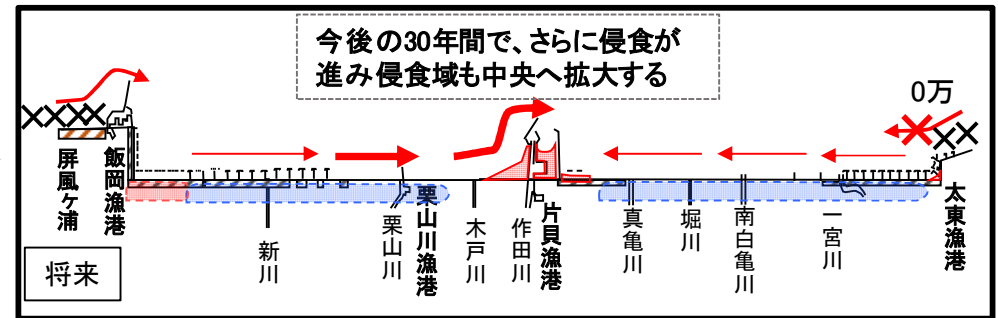 今後の30年間で、さらに侵食が
進み侵食域も中央へ拡大する
0万
屏風ヶ浦
飯岡漁港
新川
栗山川
栗山川漁港
木戸川
作田川
片貝漁港
真亀川
堀川
南白亀川
一宮川
太東漁港
将来